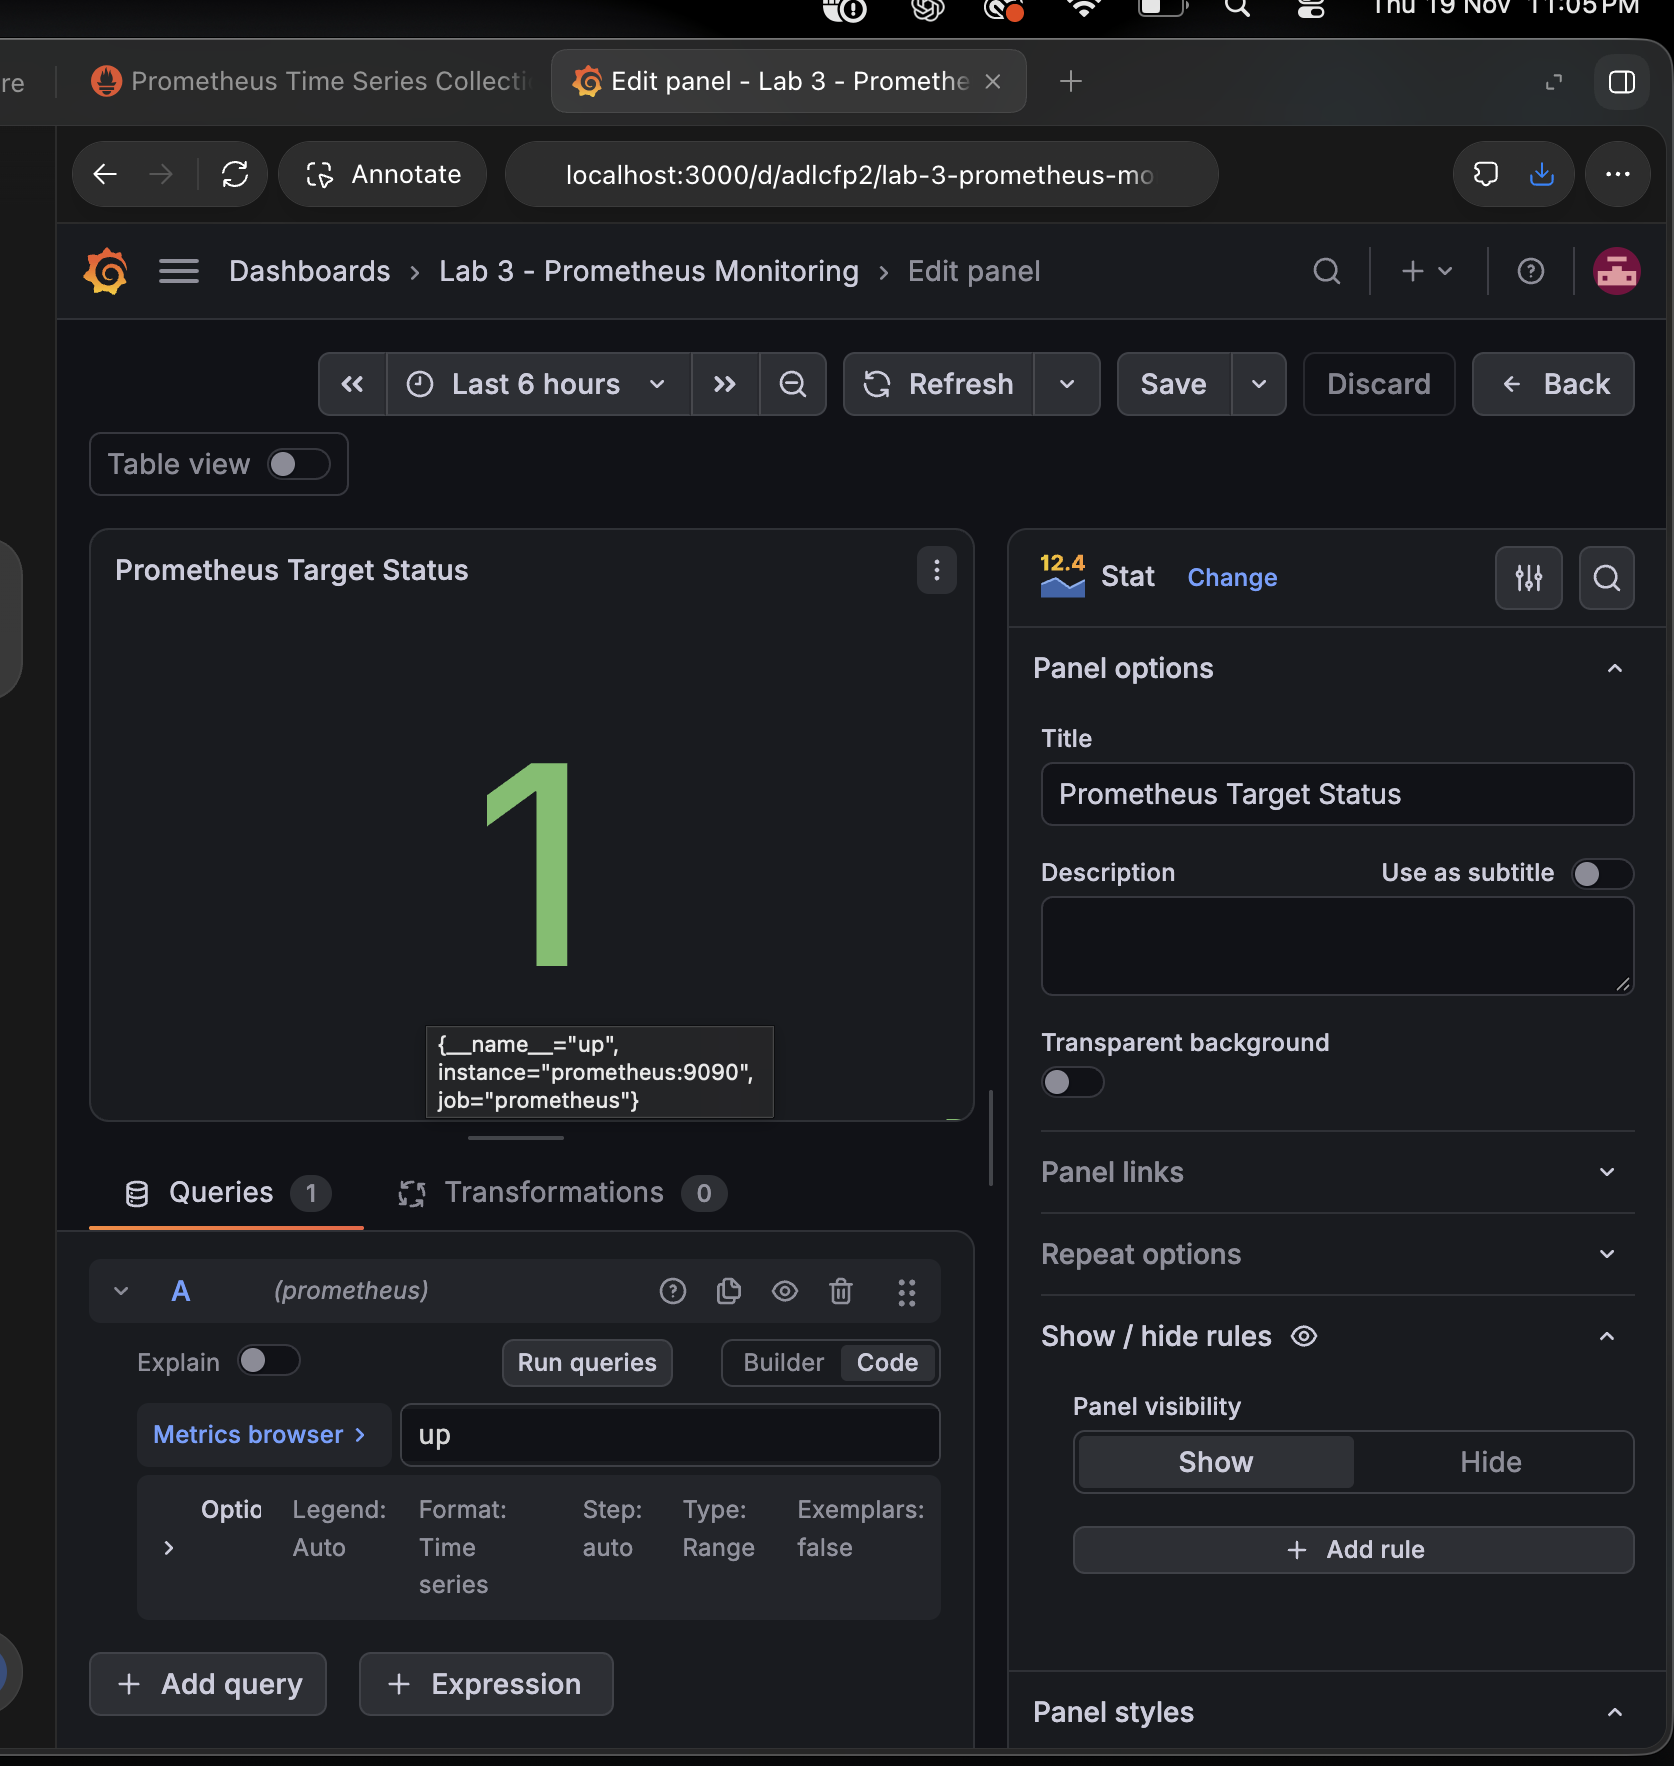 Thu 19 Nov 11:05 PM
re
Prometheus Time Series Collecti
Edit panel - Lab 3 - Promethe
Annotate
localhost:3000/d/adlcfp2/lab-3-prometheus-mo
Dashboards › Lab 3 - Prometheus Monitoring › Edit panel
Last 6 hours
Refresh
Save
Discard
Back
Table view
Prometheus Target Status
1
{__name__="up",
instance="prometheus:9090",
job="prometheus"}
12.4
Stat
Change
Panel options
Title
Prometheus Target Status
Description
Use as subtitle
Transparent background
Panel links
Repeat options
Show / hide rules
Panel visibility
Show
Hide
+ Add rule
Panel styles
Queries 1
Transformations 0
A (prometheus)
Explain
Run queries
Builder
Code
Metrics browser >
up
Optio
Legend: Auto
Format: Time series
Step: auto
Type: Range
Exemplars: false
+ Add query
+ Expression